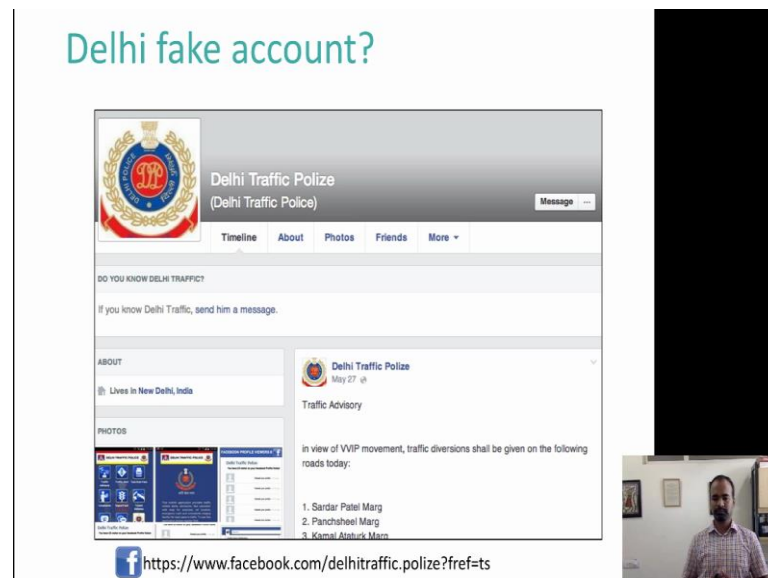 Delhi fake account?
DELHI POLICE
DP
Delhi Traffic Polize
(Delhi Traffic Police)
Message ...
Timeline About Photos Friends More
DO YOU KNOW DELHI TRAFFIC?
If you know Delhi Traffic, send him a message.
ABOUT
Lives in New Delhi, India
PHOTOS
Delhi Traffic Polize
May 27
Traffic Advisory
in view of VVIP movement, traffic diversions shall be given on the following
roads today:
1. Sardar Patel Marg
2. Panchsheel Marg
3. Kamal Ataturk Marg
https://www.facebook.com/delhitraffic.polize?fref=ts